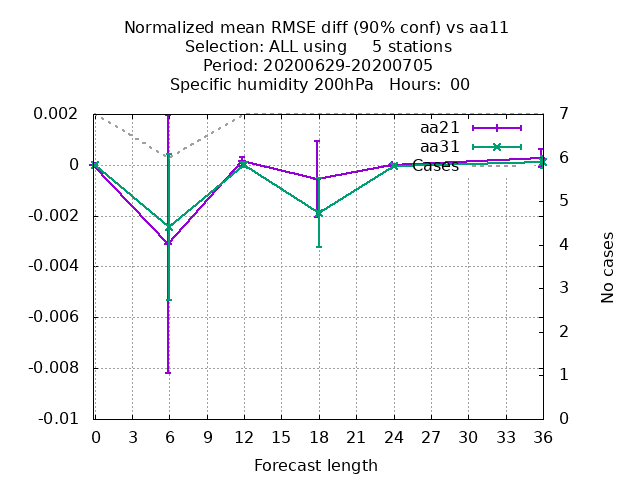 Normalized mean RMSE diff (90% conf) vs aa11
Selection: ALL using     5 stations
Period: 20200629-20200705
Specific humidity 200hPa   Hours:  00
0.002
0
-0.002
-0.004
-0.006
-0.008
-0.01
7
6
5
4
3
2
1
0
No cases
aa21
aa31
Cases
0 3 6 9 12 15 18 21 24 27 30 33 36
Forecast length